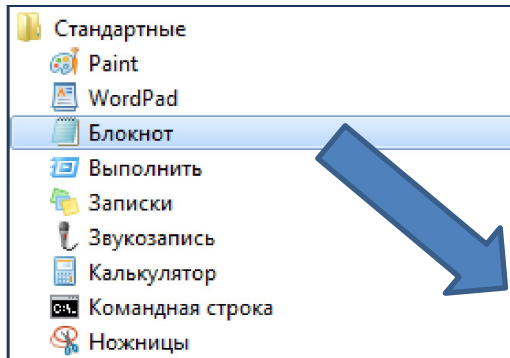 Стандартные
Paint
WordPad
Блокнот
Выполнить
Записки
Звукозапись
Калькулятор
Командная строка
Ножницы